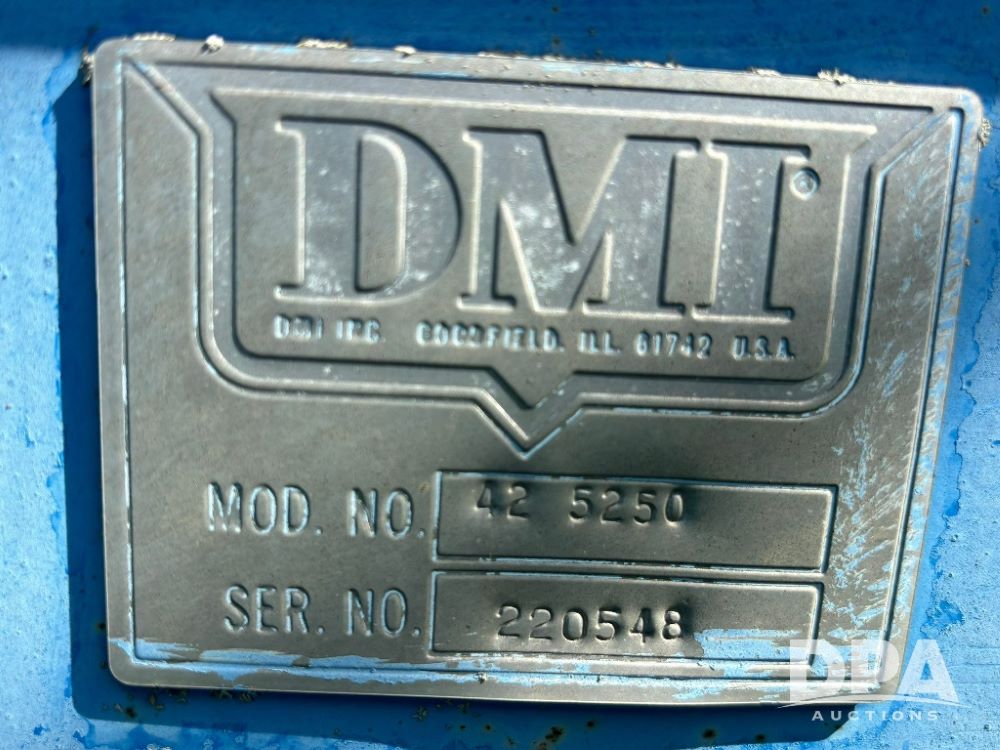 DMI®
DMI INC. GOODFIELD, ILL. 61742 U.S.A.
MOD. NO. 42 5250
SER. NO. 220548
DPA
AUCTIONS